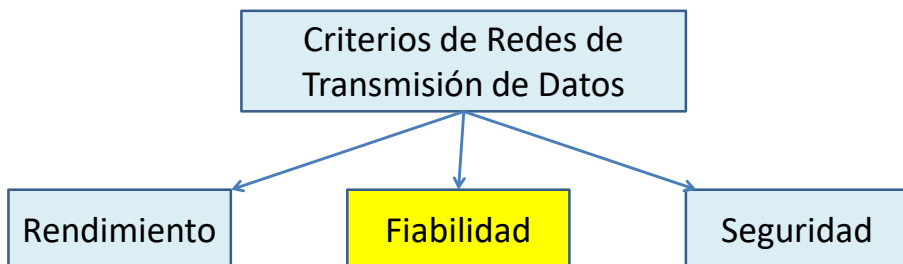 Criterios de Redes de
Transmisión de Datos
Rendimiento
Fiabilidad
Seguridad